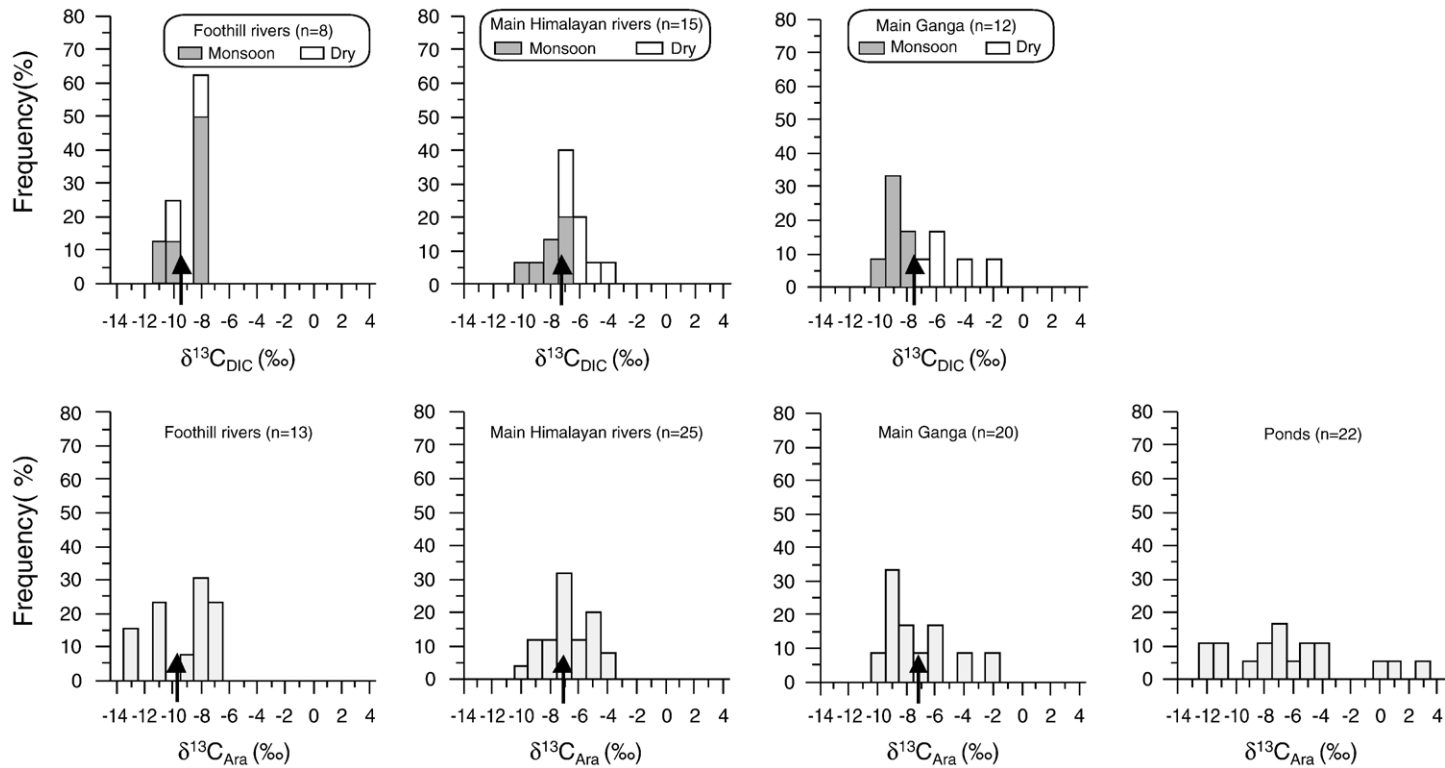 Foothill rivers (n=8)
Monsoon Dry
Main Himalayan rivers (n=15)
Monsoon Dry
Main Ganga (n=12)
Monsoon Dry
Frequency(%)
80
70
60
50
40
30
20
10
0
-14 -12 -10 -8 -6 -4 -2 0 2 4
δ13CDIC (‰)
80
70
60
50
40
30
20
10
0
-14 -12 -10 -8 -6 -4 -2 0 2 4
δ13CDIC (‰)
80
70
60
50
40
30
20
10
0
-14 -12 -10 -8 -6 -4 -2 0 2 4
δ13CDIC (‰)
Foothill rivers (n=13)
Frequency( %)
80
70
60
50
40
30
20
10
0
-14 -12 -10 -8 -6 -4 -2 0 2 4
δ13CAra (‰)
Main Himalayan rivers (n=25)
80
70
60
50
40
30
20
10
0
-14 -12 -10 -8 -6 -4 -2 0 2 4
δ13CAra (‰)
Main Ganga (n=20)
80
70
60
50
40
30
20
10
0
-14 -12 -10 -8 -6 -4 -2 0 2 4
δ13CAra (‰)
Ponds (n=22)
80
70
60
50
40
30
20
10
0
-14 -12 -10 -8 -6 -4 -2 0 2 4
δ13CAra (‰)